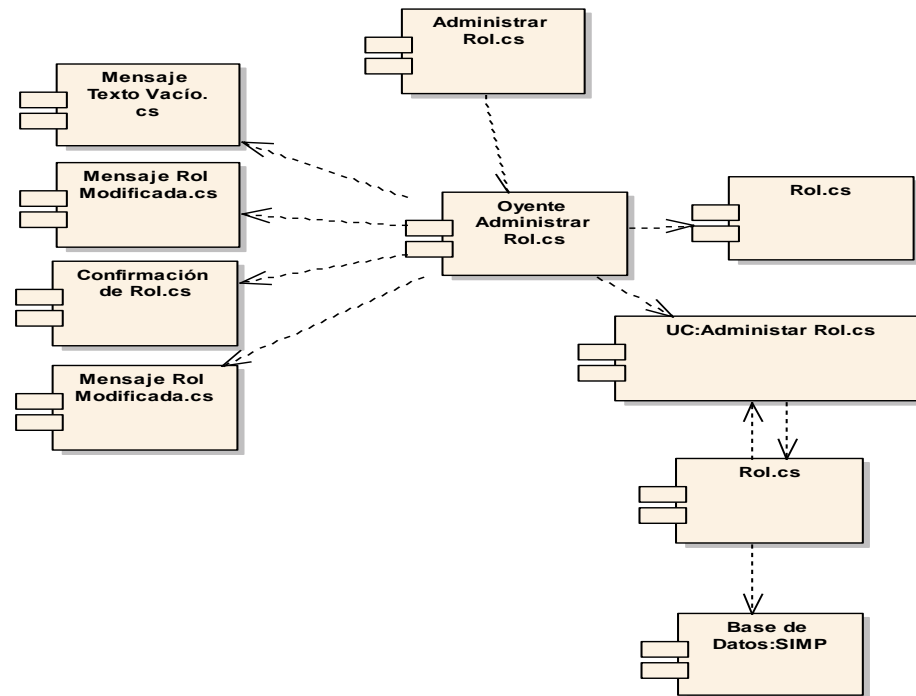 Administrar
Rol.cs
Mensaje
Texto Vacío.
cs
Mensaje Rol
Modificada.cs
Oyente
Administrar
Rol.cs
Rol.cs
Confirmación
de Rol.cs
UC:Administar Rol.cs
Mensaje Rol
Modificada.cs
Rol.cs
Base de
Datos:SIMP